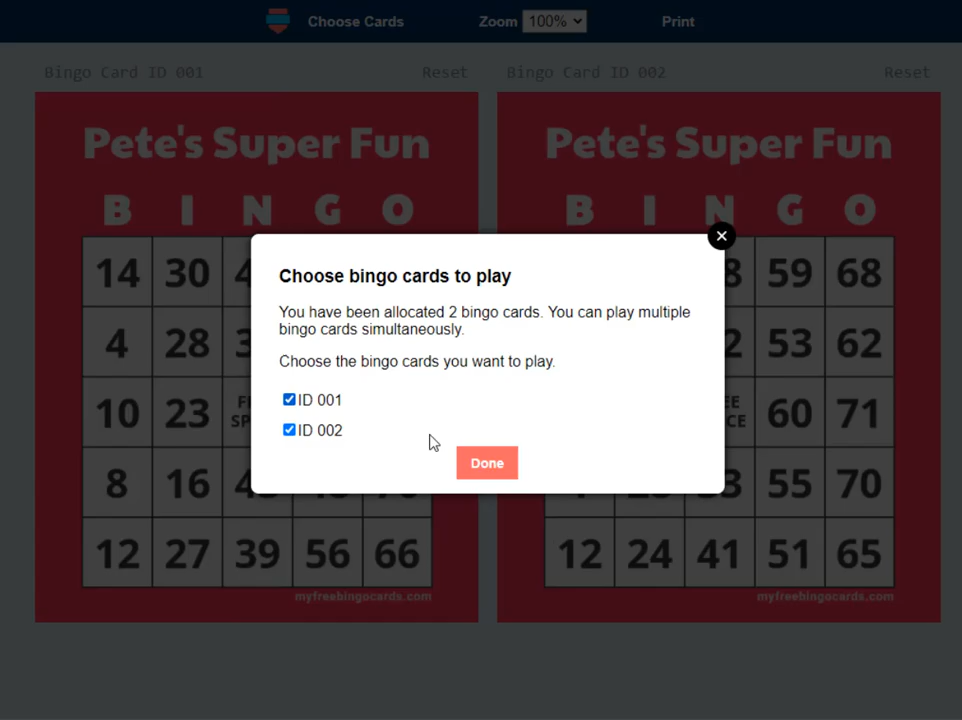 Choose Cards Zoom 100% Print
Bingo Card ID 001 Reset Bingo Card ID 002 Reset
Pete's Super Fun Pete's Super Fun
B I N G O B I N G O
Choose bingo cards to play
You have been allocated 2 bingo cards. You can play multiple
bingo cards simultaneously.
Choose the bingo cards you want to play.
ID 001
ID 002
Done
14 30 59 68
4 28 53 62
10 23 60 71
8 16 55 70
12 27 39 56 66 12 24 41 51 65
myfreebingocards.com myfreebingocards.com